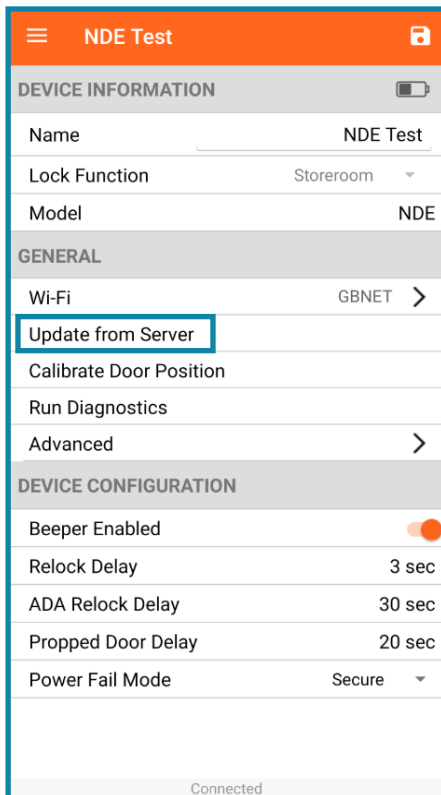 NDE Test
DEVICE INFORMATION
Name NDE Test
Lock Function Storeroom
Model NDE
GENERAL
Wi-Fi GBNET
Update from Server
Calibrate Door Position
Run Diagnostics
Advanced
DEVICE CONFIGURATION
Beeper Enabled
Relock Delay 3 sec
ADA Relock Delay 30 sec
Propped Door Delay 20 sec
Power Fail Mode Secure
Connected